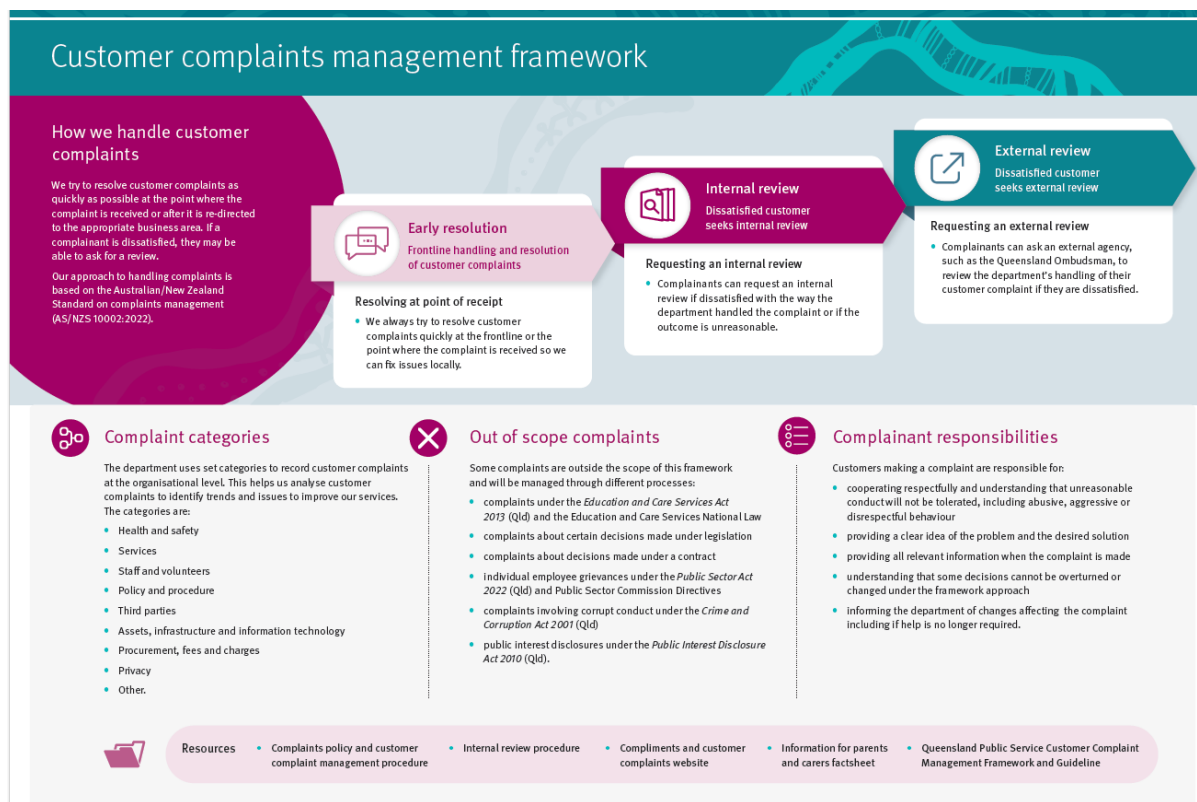 Customer complaints management framework
How we handle customer
complaints
We try to resolve customer complaints as
quickly as possible at the point where the
complaint is received or after it is re-directed
to the appropriate business area. If a
complainant is dissatisfied, they may be
able to ask for a review.
Our approach to handling complaints is
based on the Australian/New Zealand
Standard on complaints management
(AS/NZS 10002:2022).
Early resolution
Frontline handling and resolution
of customer complaints
Resolving at point of receipt
• We always try to resolve customer
complaints quickly at the frontline or the
point where the complaint is received so we
can fix issues locally.
Internal review
Dissatisfied customer
seeks internal review
Requesting an internal review
• Complainants can request an internal
review if dissatisfied with the way the
department handled the complaint or if the
outcome is unreasonable.
External review
Dissatisfied customer
seeks external review
Requesting an external review
• Complainants can ask an external agency,
such as the Queensland Ombudsman, to
review the department's handling of their
customer complaint if they are dissatisfied.
Complaint categories
The department uses set categories to record customer complaints
at the organisational level. This helps us analyse customer
complaints to identify trends and issues to improve our services.
The categories are:
• Health and safety
• Services
• Staff and volunteers
• Policy and procedure
• Third parties
• Assets, infrastructure and information technology
• Procurement, fees and charges
• Privacy
• Other.
Out of scope complaints
Some complaints are outside the scope of this framework
and will be managed through different processes:
• complaints under the Education and Care Services Act
2013 (Qld) and the Education and Care Services National Law
• complaints about certain decisions made under legislation
• complaints about decisions made under a contract
• individual employee grievances under the Public Sector Act
2022 (Qld) and Public Sector Commission Directives
• complaints involving corrupt conduct under the Crime and
Corruption Act 2001 (Qld)
• public interest disclosures under the Public Interest Disclosure
Act 2010 (Qld).
Complainant responsibilities
Customers making a complaint are responsible for:
• cooperating respectfully and understanding that unreasonable
conduct will not be tolerated, including abusive, aggressive or
disrespectful behaviour
• providing a clear idea of the problem and the desired solution
• providing all relevant information when the complaint is made
• understanding that some decisions cannot be overturned or
changed under the framework approach
• informing the department of changes affecting the complaint
including if help is no longer required.
Resources
• Complaints policy and customer
complaint management procedure
• Internal review procedure
• Compliments and customer
complaints website
• Information for parents
and carers factsheet
• Queensland Public Service Customer Complaint
Management Framework and Guideline